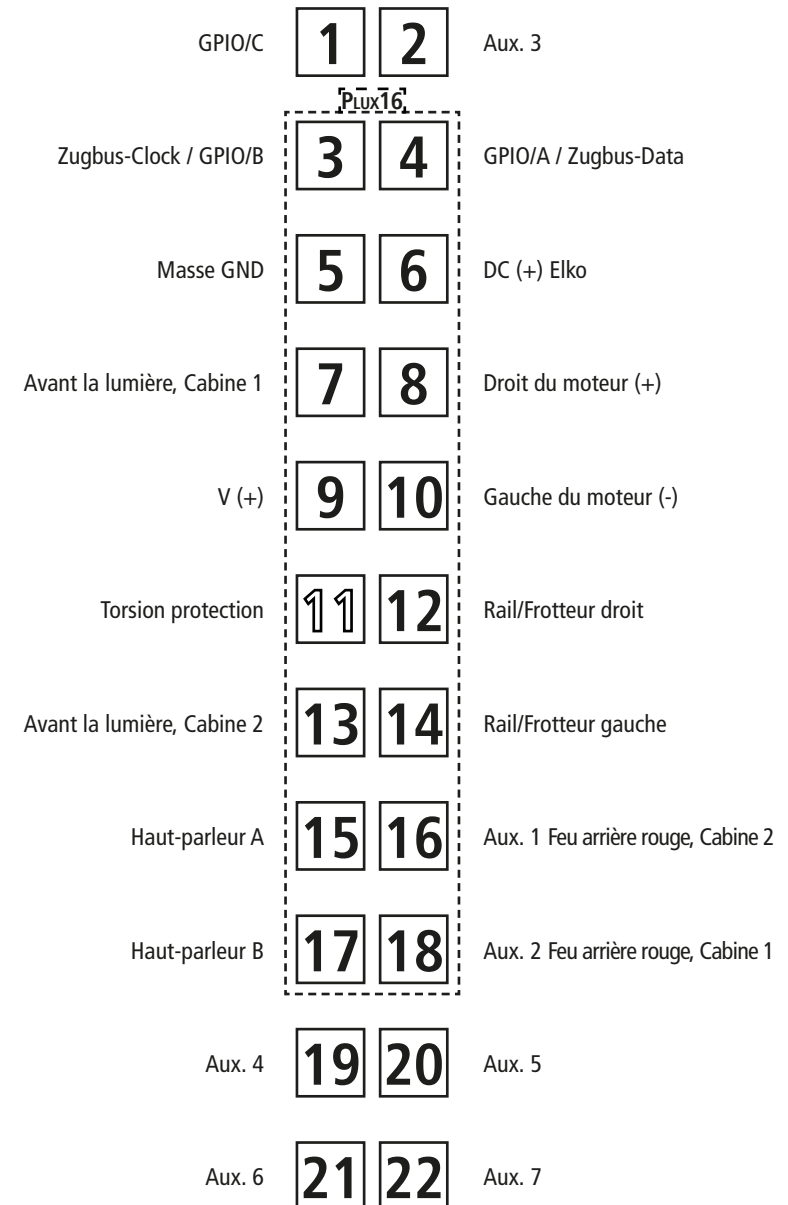 GPIO/C 1 2 Aux. 3
PLUX16
Zugbus-Clock / GPIO/B 3 4 GPIO/A / Zugbus-Data
Masse GND 5 6 DC (+) Elko
Avant la lumière, Cabine 1 7 8 Droit du moteur (+)
V (+) 9 10 Gauche du moteur (-)
Torsion protection 11 12 Rail/Frotteur droit
Avant la lumière, Cabine 2 13 14 Rail/Frotteur gauche
Haut-parleur A 15 16 Aux. 1 Feu arrière rouge, Cabine 2
Haut-parleur B 17 18 Aux. 2 Feu arrière rouge, Cabine 1
Aux. 4 19 20 Aux. 5
Aux. 6 21 22 Aux. 7